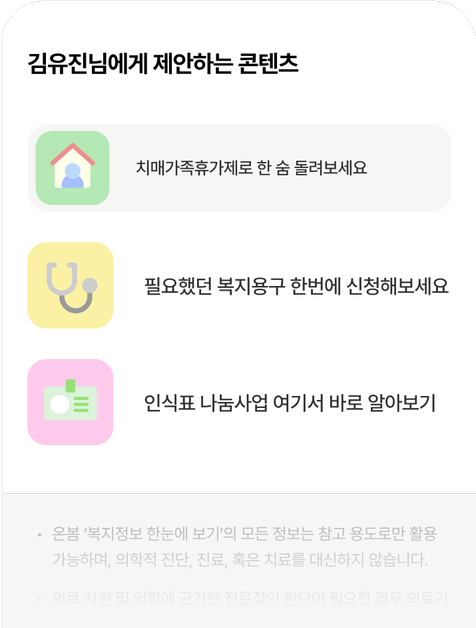 김유진님에게 제안하는 콘텐츠
치매가족휴가제로 한 숨 돌려보세요
필요했던 복지용구 한번에 신청해보세요
인식표 나눔사업 여기서 바로 알아보기
• 온봄 ‘복지정보 한눈에 보기’의 모든 정보는 참고 용도로만 활용
가능하며, 의학적 진단, 진료, 혹은 치료를 대신하지 않습니다.
• 의료 지원 및 의학에 근거한 전문적인 판단이 필요한 경우 의료기